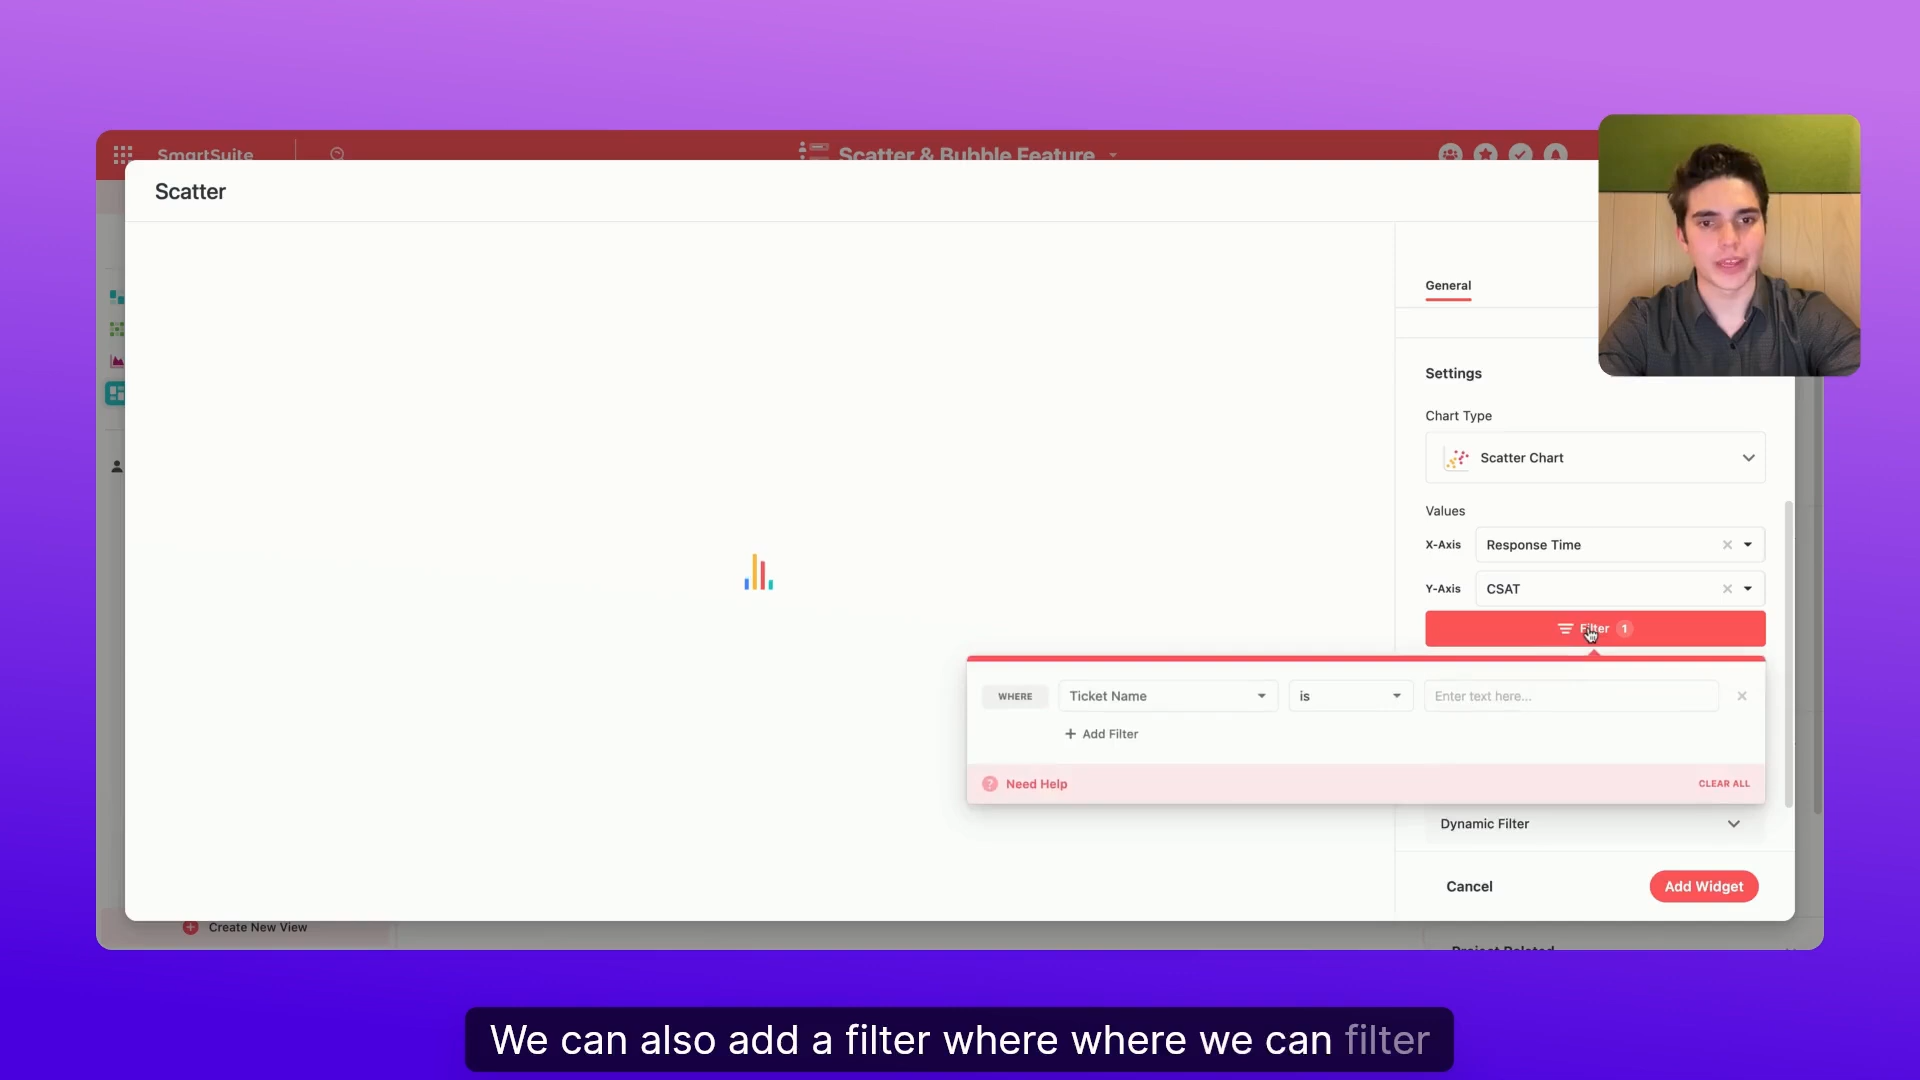 SmartSuite
Scatter & Bubble Feature
Scatter
General
Settings
Chart Type
Scatter Chart
Values
X-Axis
Response Time
Y-Axis
CSAT
Filter 1
WHERE
Ticket Name
is
Enter text here...
+ Add Filter
? Need Help
CLEAR ALL
Dynamic Filter
Cancel
Add Widget
Create New View
Project Related
We can also add a filter where where we can filter